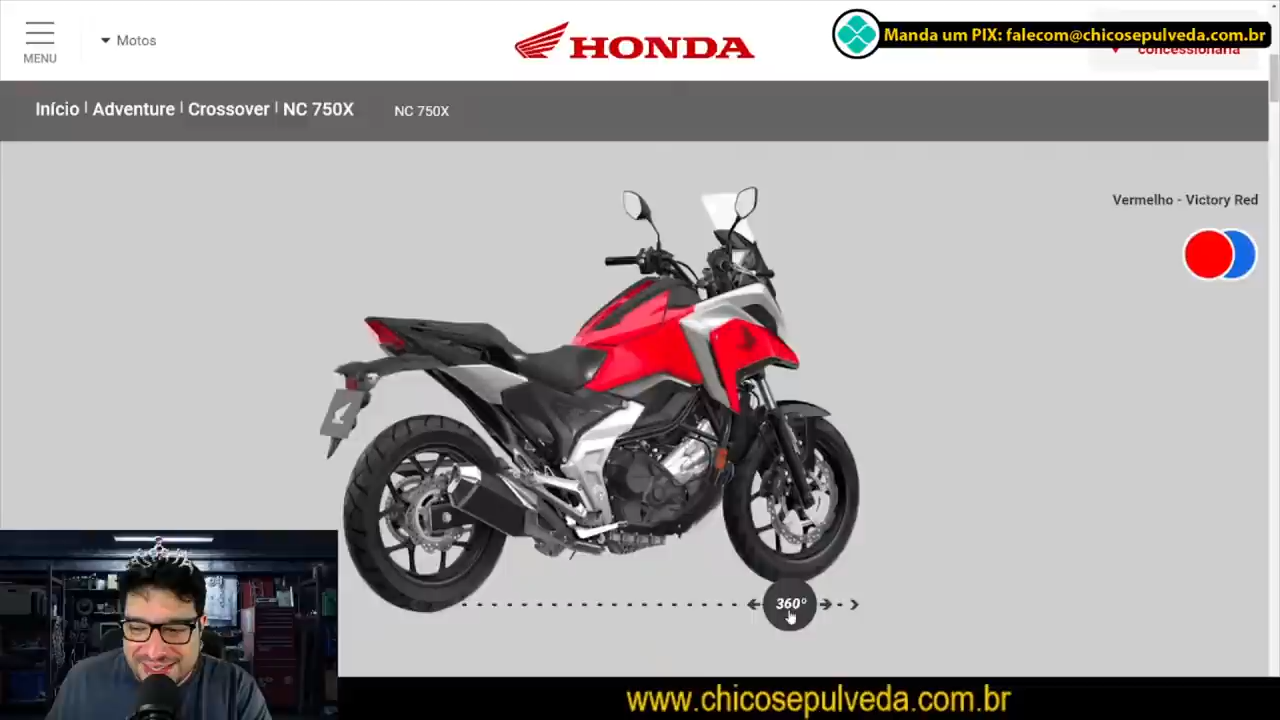 MENU
Motos
HONDA
Manda um PIX: falecom@chicosepulveda.com.br
concessionária
Início | Adventure | Crossover | NC 750X
NC 750X
Vermelho - Victory Red
360°
www.chicosepulveda.com.br